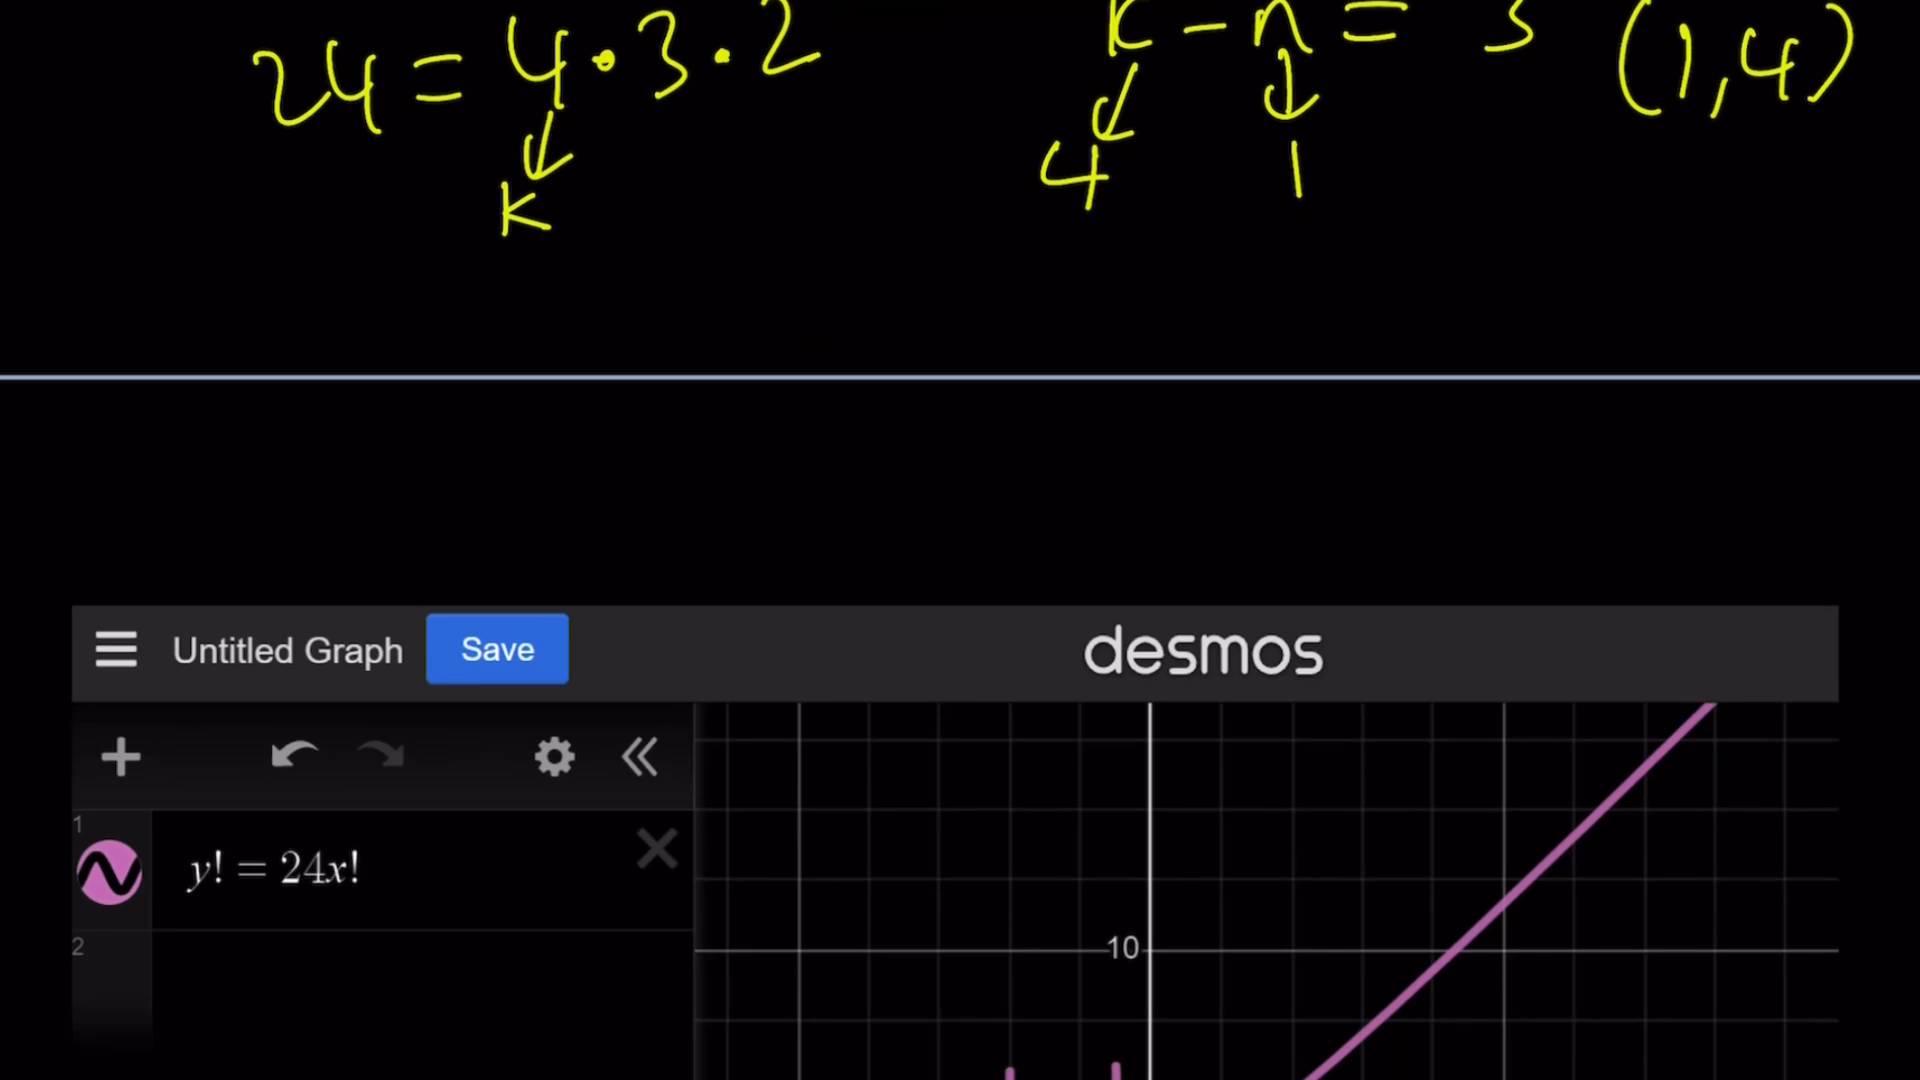 24 = 4 · 3 · 2
k
k - n = 3 (1,4)
4 1
Untitled Graph Save desmos
1
y! = 24x!
2
10